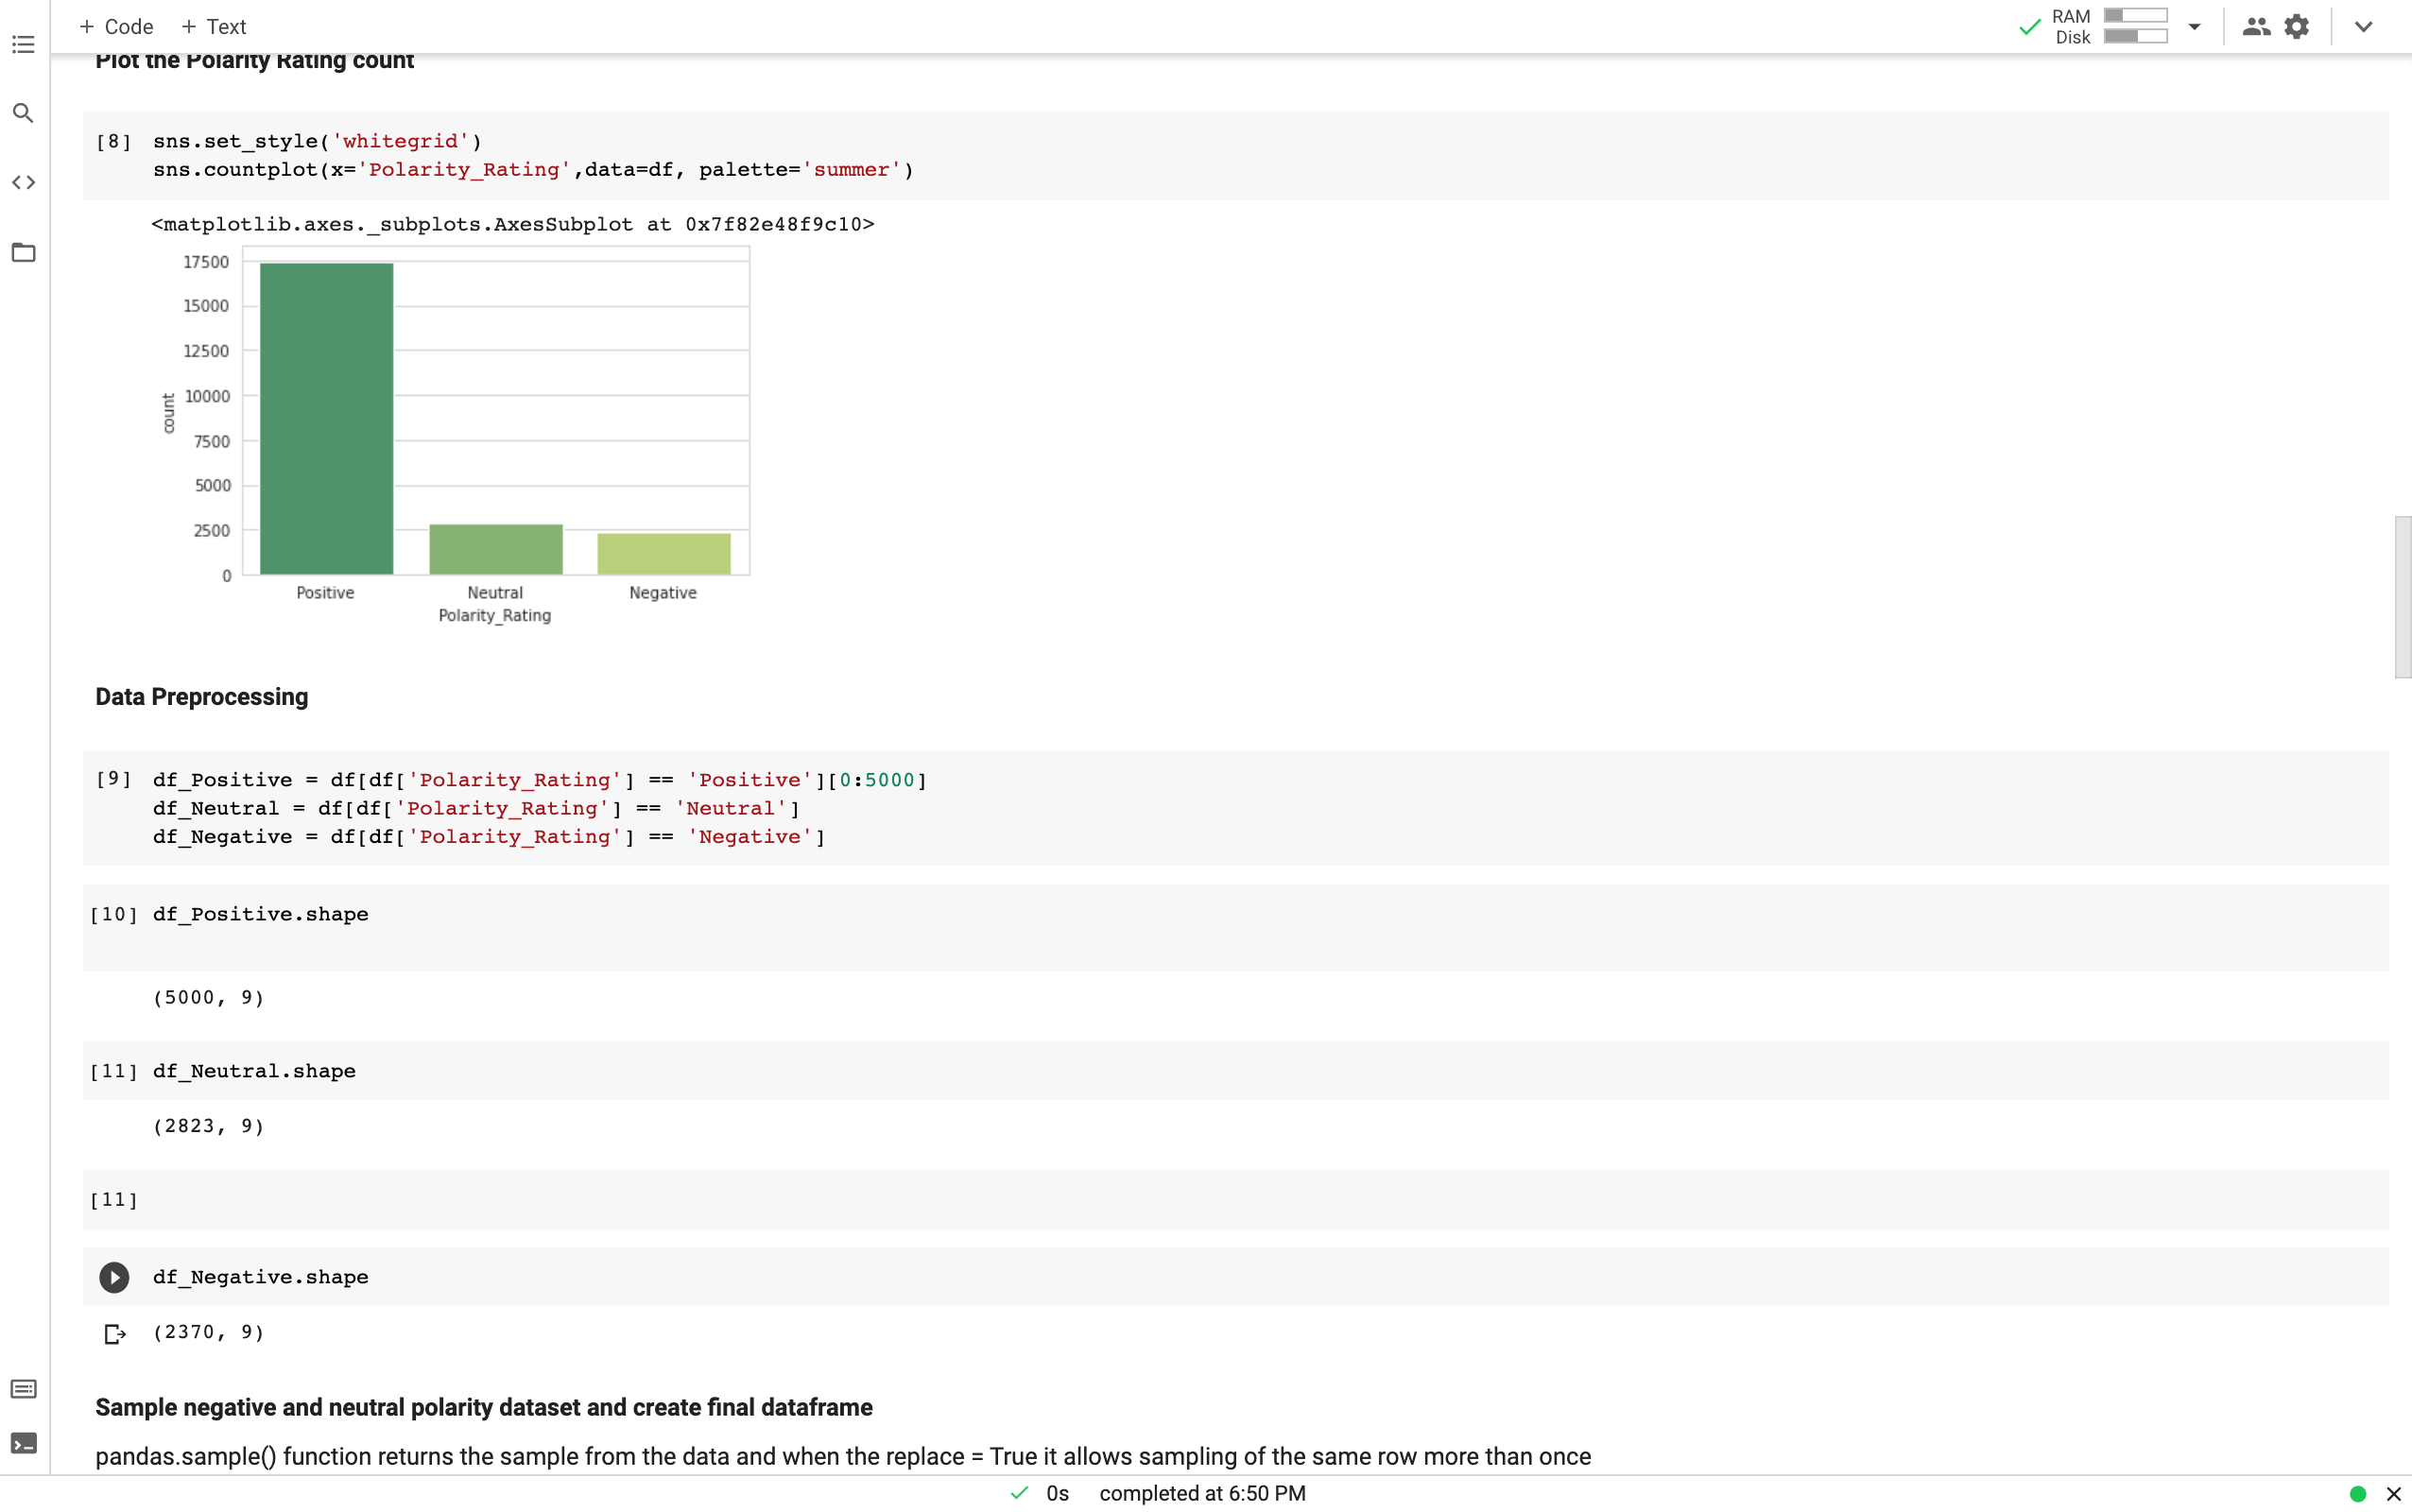 + Code + Text
RAM
Disk
Plot the Polarity Rating count
[8] sns.set_style('whitegrid')
sns.countplot(x='Polarity_Rating',data=df, palette='summer')
<matplotlib.axes._subplots.AxesSubplot at 0x7f82e48f9c10>
17500
15000
12500
10000
7500
5000
2500
0
count
Positive Neutral Negative
Polarity_Rating
Data Preprocessing
[9] df_Positive = df[df['Polarity_Rating'] == 'Positive'][0:5000]
df_Neutral = df[df['Polarity_Rating'] == 'Neutral']
df_Negative = df[df['Polarity_Rating'] == 'Negative']
[10] df_Positive.shape
(5000, 9)
[11] df_Neutral.shape
(2823, 9)
[11]
df_Negative.shape
(2370, 9)
Sample negative and neutral polarity dataset and create final dataframe
pandas.sample() function returns the sample from the data and when the replace = True it allows sampling of the same row more than once
0s completed at 6:50 PM